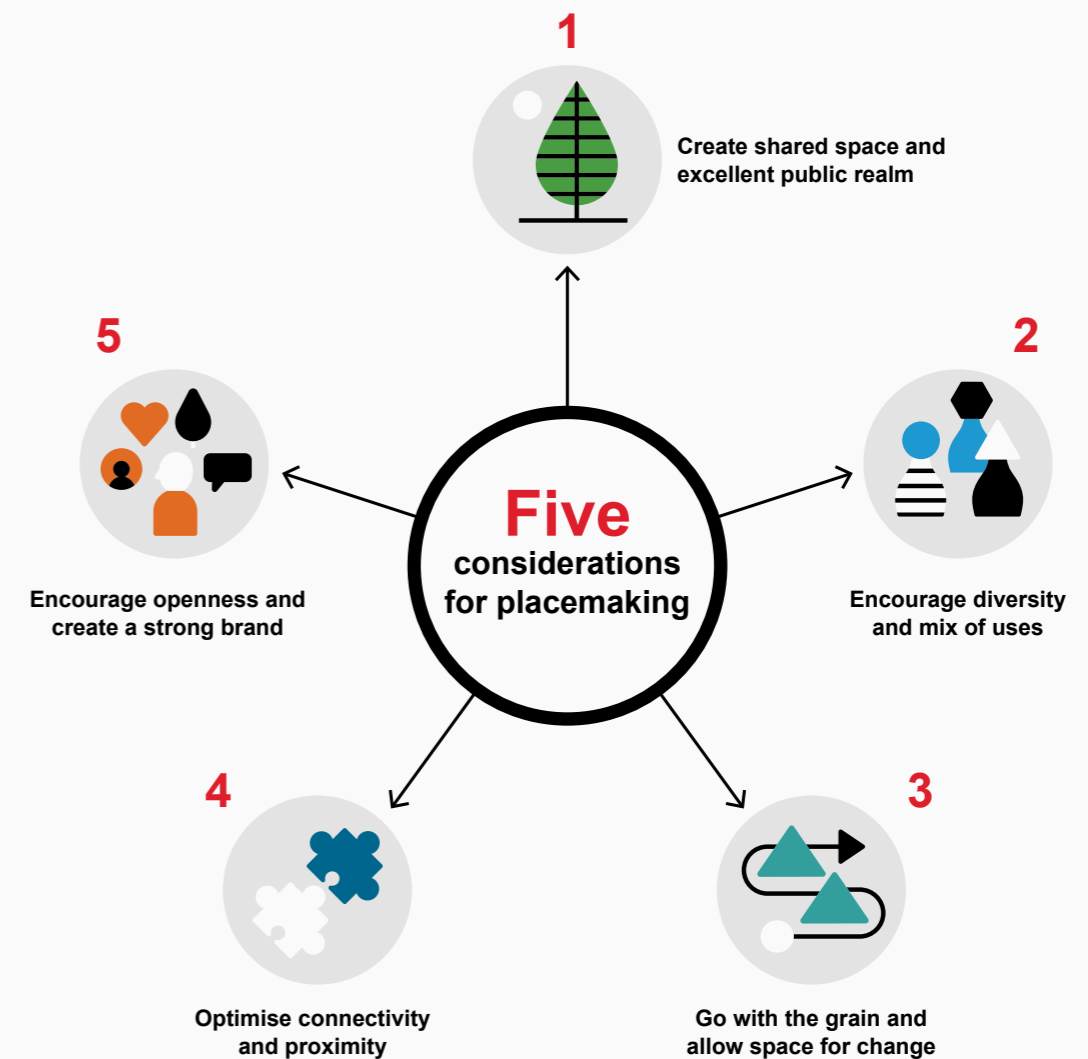 Five
considerations
for placemaking
1
Create shared space and
excellent public realm
2
Encourage diversity
and mix of uses
3
Go with the grain and
allow space for change
4
Optimise connectivity
and proximity
5
Encourage openness and
create a strong brand